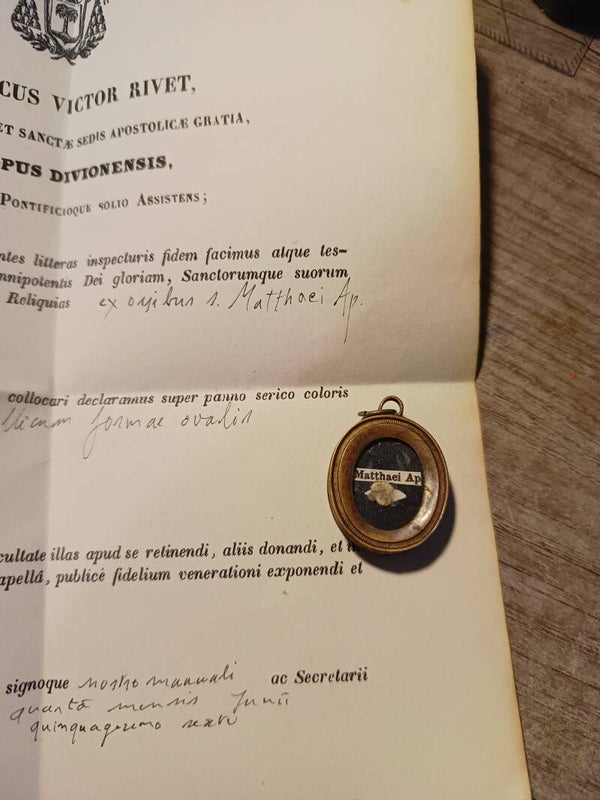 CUS VICTOR RIVET,
ET SANCTÆ SEDIS APOSTOLICÆ GRATIA,
PUS DIVIONENSIS,
PONTIFICIOQUE SOLIO ASSISTENS;
ntes litteras inspecturis fidem facimus atque tes-
nnipotentis Dei gloriam, Sanctorumque suorum
Reliquias ex ossibus s. Matthaei Ap.
collocari declaramus super panno serico coloris
formae ovalis
Matthaei Ap
cultate illas apud se retinendi, aliis donandi, et in
apellâ, publicè fidelium venerationi exponendi et
signoque nostro manuali ac Secretarii
quartâ mensis Junii
quinquagesimo sexto